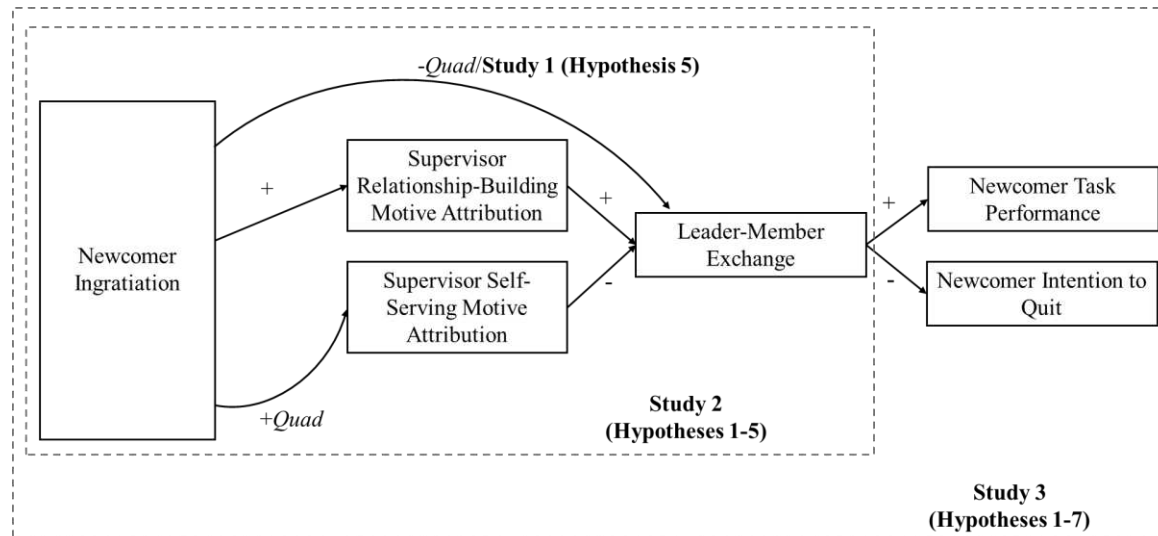 -Quad/Study 1 (Hypothesis 5)
Newcomer
Ingratiation
+
Supervisor
Relationship-Building
Motive Attribution
+
Supervisor Self-
Serving Motive
Attribution
-
+Quad
Leader-Member
Exchange
+
Newcomer Task
Performance
-
Newcomer Intention to
Quit
Study 2
(Hypotheses 1-5)
Study 3
(Hypotheses 1-7)